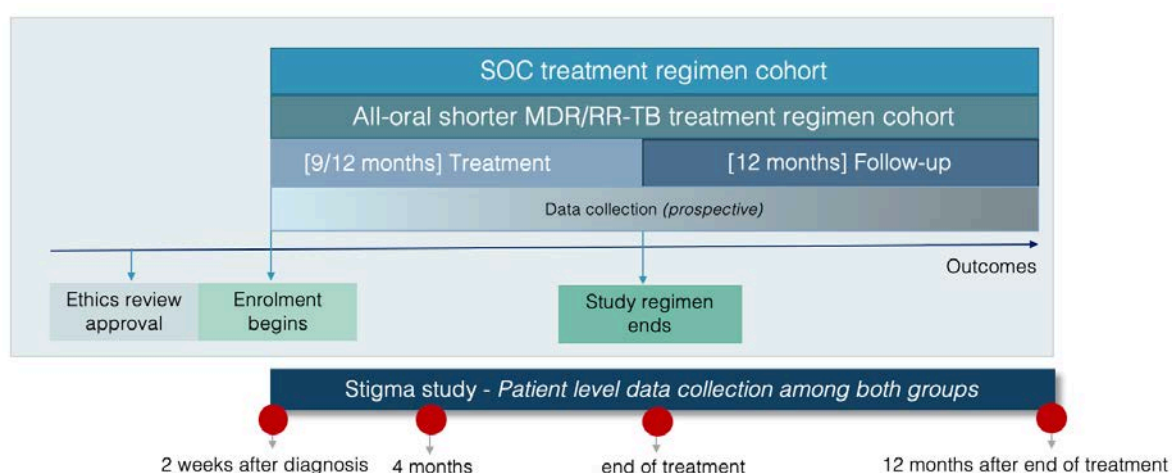 SOC treatment regimen cohort
All-oral shorter MDR/RR-TB treatment regimen cohort
[9/12 months] Treatment
[12 months] Follow-up
Data collection (prospective)
Outcomes
Ethics review
approval
Enrolment
begins
Study regimen
ends
Stigma study - Patient level data collection among both groups
2 weeks after diagnosis
4 months
end of treatment
12 months after end of treatment